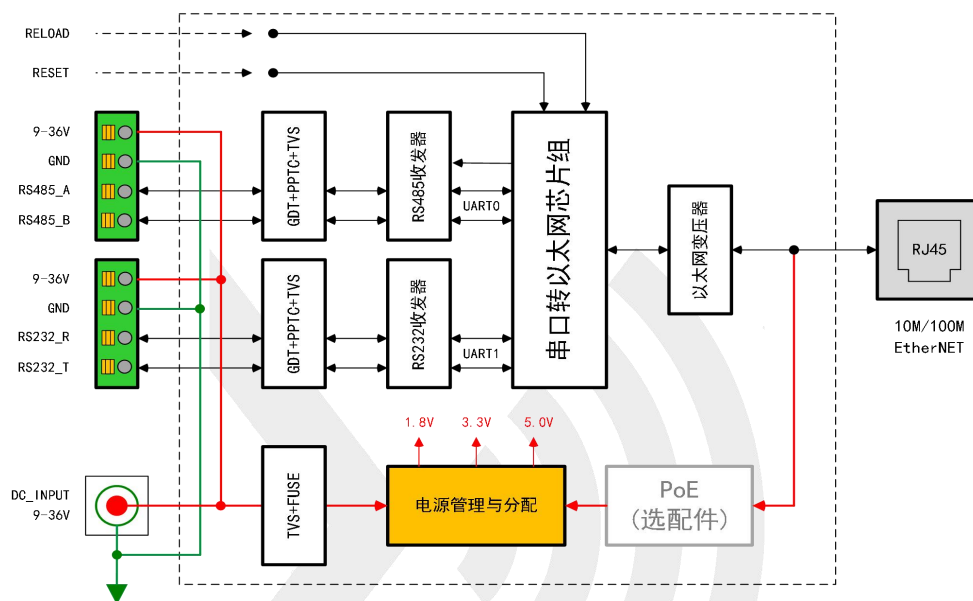 RELOAD
RESET
9-36V
GND
RS485_A
RS485_B
GDT+PPTC+TVS
RS485收发器
UART0
串口转以太网芯片组
以太网变压器
RJ45
10M/100M
EtherNET
9-36V
GND
RS232_R
RS232_T
GDT+PPTC+TVS
RS232收发器
UART1
1.8V
3.3V
5.0V
DC_INPUT
9-36V
TVS+FUSE
电源管理与分配
PoE
(选配件)